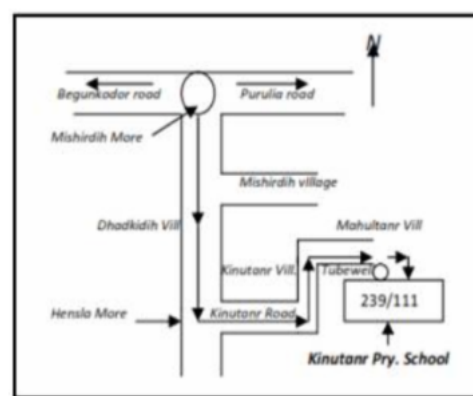 N
Begunkodor road
Purulia road
Mishirdih More
Mishirdih village
Dhadkidih Vill
Mahultanr Vill
Kinutanr Vill.
Tubewell
239/111
Hensla More
Kinutanr Road
Kinutanr Pry. School